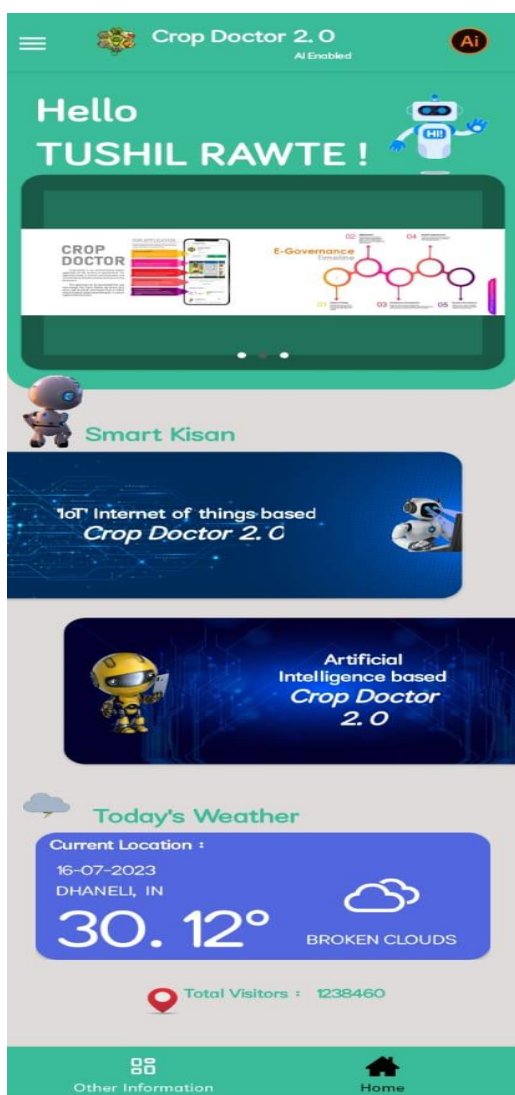 Crop Doctor 2. 0
AI Enabled
Ai
Hello
TUSHIL RAWTE !
HI!
CROP
DOCTOR
E-Governance
Timeline
02
04
01
03
05
Smart Kisan
'IoT' Internet of things based
Crop Doctor 2. 0
Artificial
Intelligence based
Crop Doctor
2. 0
Today's Weather
Current Location :
16-07-2023
DHANELI, IN
30. 12°
BROKEN CLOUDS
Total Visitors : 1238460
Other Information
Home